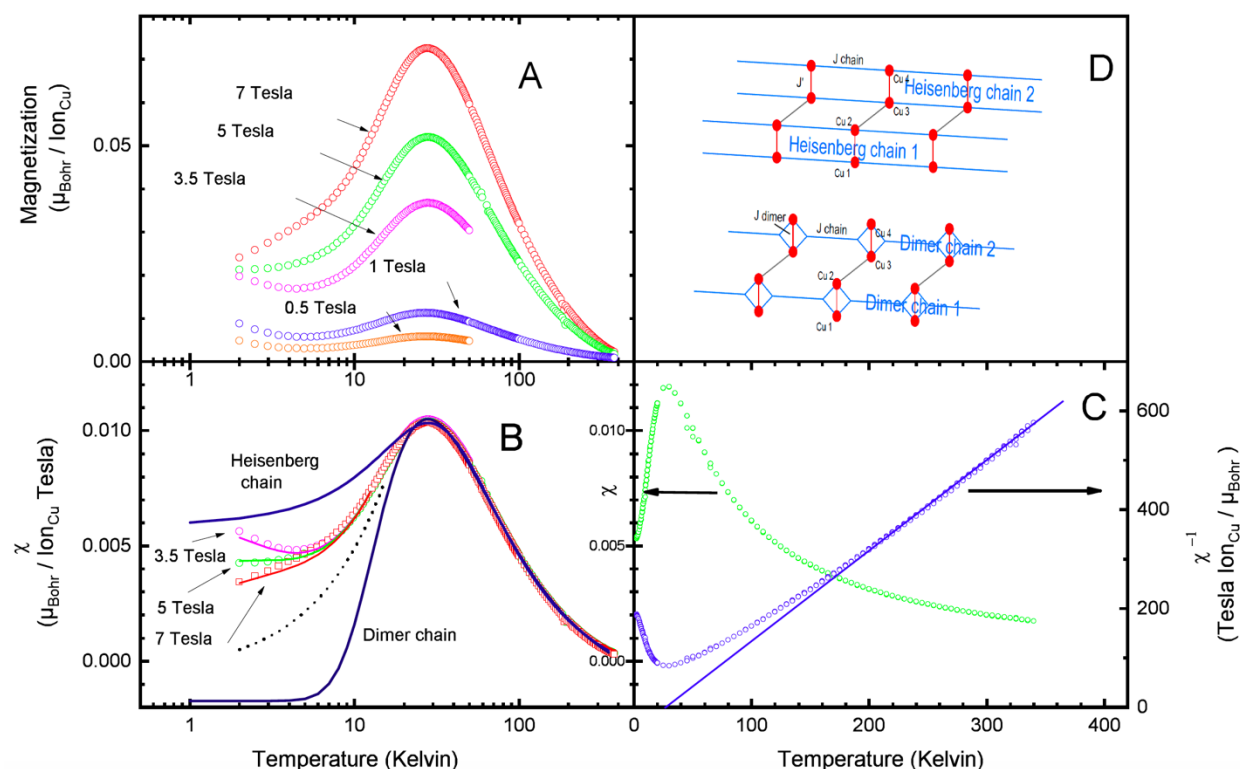 A
Magnetization
(μBohr / IonCu)
0.05
0.00
7 Tesla
5 Tesla
3.5 Tesla
1 Tesla
0.5 Tesla
1 10 100
D
J chain
J'
Cu 4
Cu 3
Heisenberg chain 2
Cu 2
Heisenberg chain 1
Cu 1
J dimer
J chain
Cu 4
Dimer chain 2
Cu 3
Cu 2
Dimer chain 1
Cu 1
B
χ
(μBohr / IonCu Tesla)
0.010
0.005
0.000
Heisenberg
chain
3.5 Tesla
5 Tesla
7 Tesla
Dimer chain
1 10 100
Temperature (Kelvin)
C
χ
0.010
0.005
0.000
600
400
200
0
χ⁻¹
(Tesla IonCu / μBohr)
0 100 200 300 400
Temperature (Kelvin)